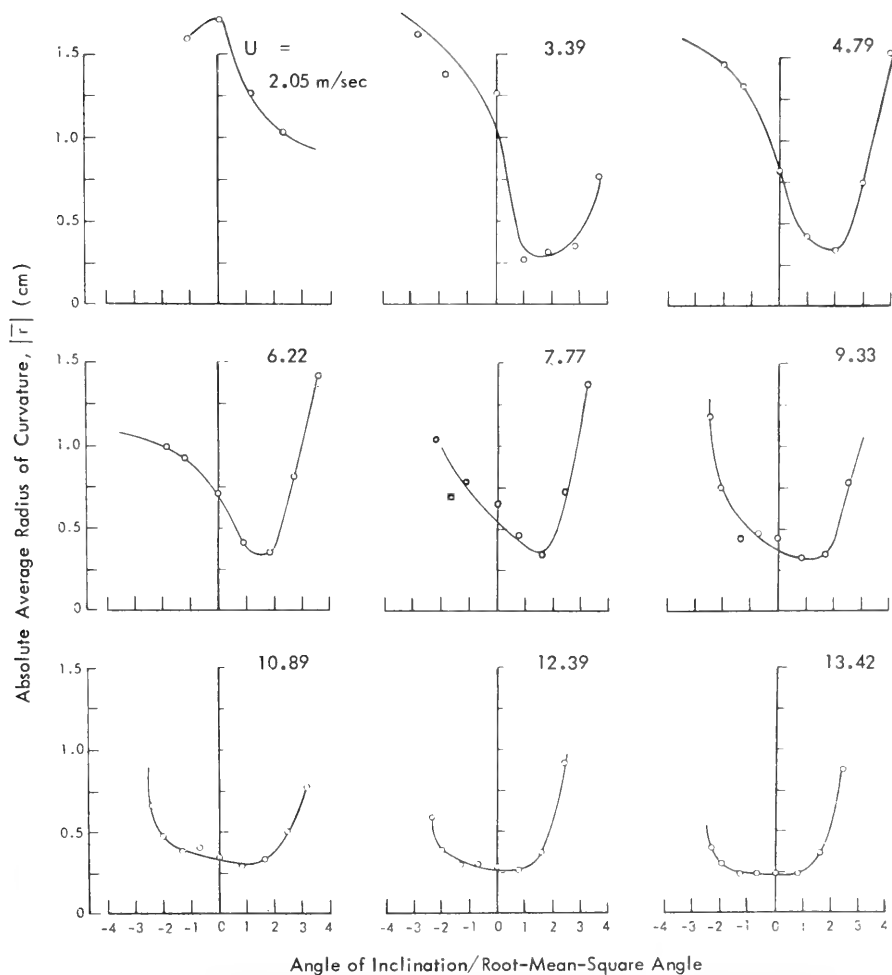 U =
2.05 m/sec
3.39
4.79
1.5
1.0
0.5
0
6.22
7.77
9.33
1.5
1.0
0.5
0
10.89
12.39
13.42
1.5
1.0
0.5
0
-4 -3 -2 -1 0 1 2 3 4
-4 -3 -2 -1 0 1 2 3 4
-4 -3 -2 -1 0 1 2 3 4
Absolute Average Radius of Curvature, |r̅| (cm)
Angle of Inclination/Root-Mean-Square Angle